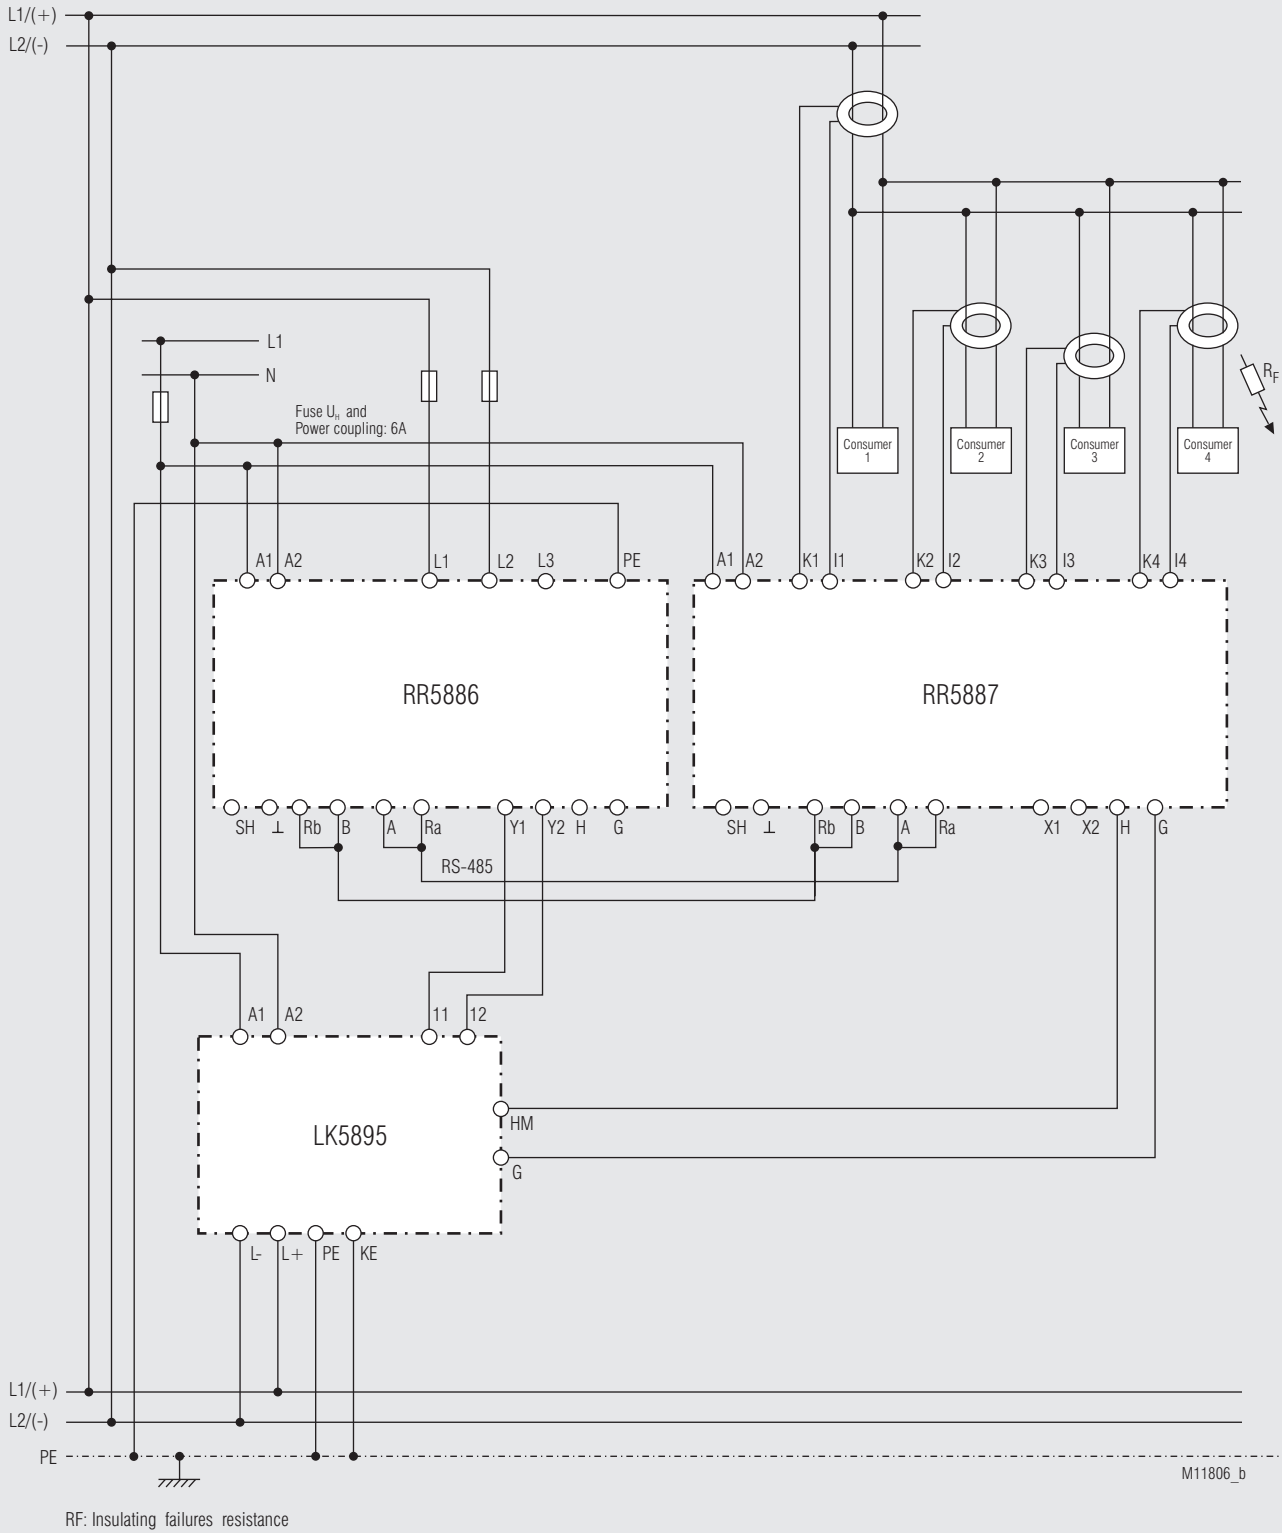 L1/(+)
L2/(-)
L1
N
Fuse U_H and
Power coupling: 6A
R_F
Consumer
1
Consumer
2
Consumer
3
Consumer
4
A1 A2 L1 L2 L3 PE
A1 A2 K1 I1 K2 I2 K3 I3 K4 I4
RR5886
RR5887
SH ⊥ Rb B A Ra Y1 Y2 H G
SH ⊥ Rb B A Ra X1 X2 H G
RS-485
A1 A2 11 12
LK5895
HM
G
L- L+ PE KE
L1/(+)
L2/(-)
PE
M11806_b
RF: Insulating failures resistance